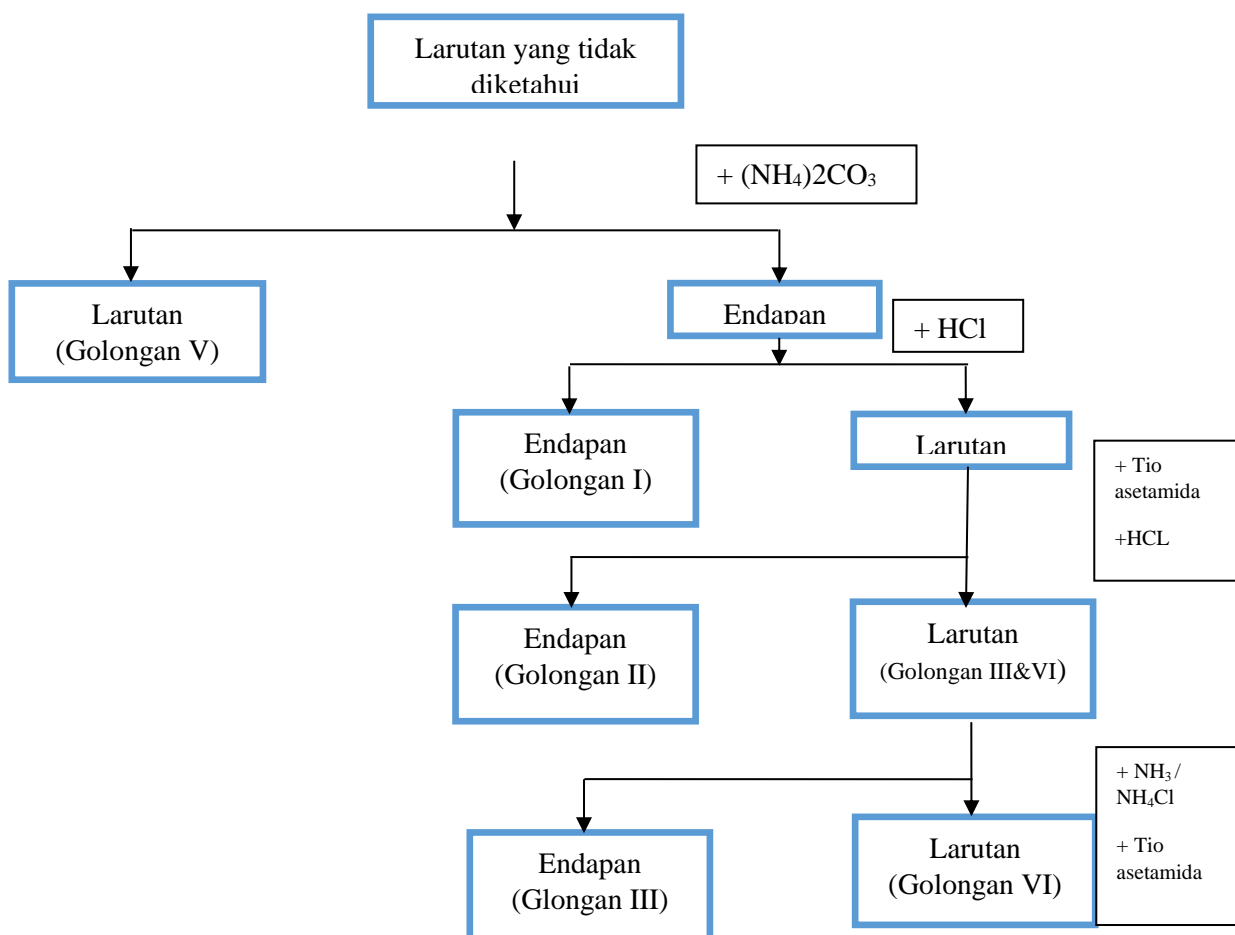 Larutan yang tidak
diketahui
+ (NH₄)2CO₃
Larutan
(Golongan V)
Endapan
+ HCl
Endapan
(Golongan I)
Larutan
+ Tio
asetamida
+HCL
Endapan
(Golongan II)
Larutan
(Golongan III&VI)
+ NH₃ /
NH₄Cl
+ Tio
asetamida
Endapan
(Glongan III)
Larutan
(Golongan VI)